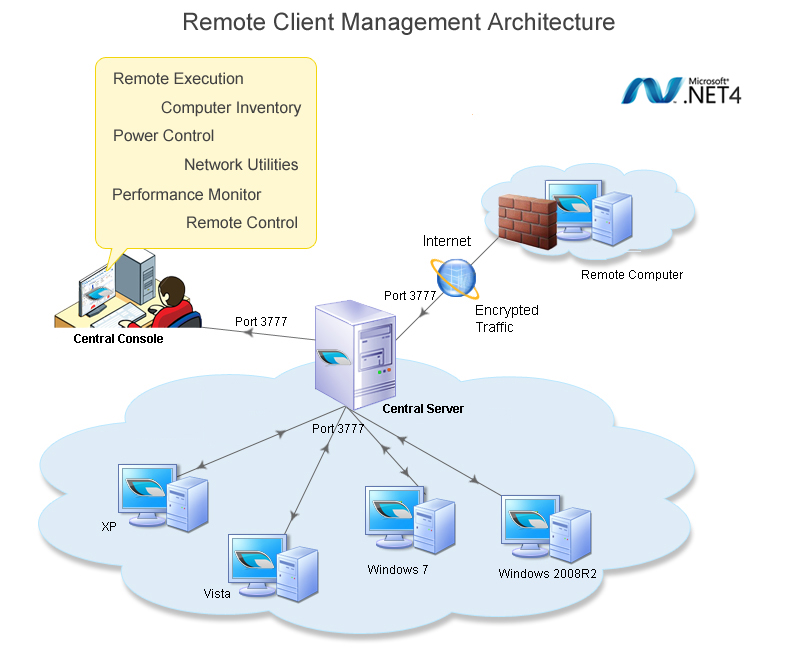 Remote Client Management Architecture
Remote Execution
Computer Inventory
Power Control
Network Utilities
Performance Monitor
Remote Control
Microsoft®
.NET4
Internet
Remote Computer
Port 3777
Encrypted
Traffic
Port 3777
Central Console
Central Server
Port 3777
XP
Vista
Windows 7
Windows 2008R2